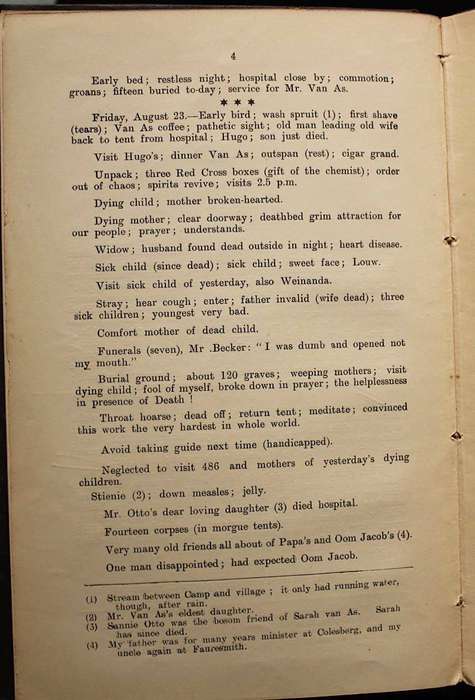 4
Early bed; restless night; hospital close by; commotion;
groans; fifteen buried to-day; service for Mr. Van As.
* * *
Friday, August 23.—Early bird; wash spruit (1); first shave
(tears); Van As coffee; pathetic sight; old man leading old wife
back to tent from hospital; Hugo; son just died.
Visit Hugo's; dinner Van As; outspan (rest); cigar grand.
Unpack; three Red Cross boxes (gift of the chemist); order
out of chaos; spirits revive; visits 2.5 p.m.
Dying child; mother broken-hearted.
Dying mother; clear doorway; deathbed grim attraction for
our people; prayer; understands.
Widow; husband found dead outside in night; heart disease.
Sick child (since dead); sick child; sweet face; Louw.
Visit sick child of yesterday, also Weinanda.
Stray; hear cough; enter; father invalid (wife dead); three
sick children; youngest very bad.
Comfort mother of dead child.
Funerals (seven), Mr .Becker: "I was dumb and opened not
my mouth."
Burial ground; about 120 graves; weeping mothers; visit
dying child; fool of myself, broke down in prayer; the helplessness
in presence of Death!
Throat hoarse; dead off; return tent; meditate; convinced
this work the very hardest in whole world.
Avoid taking guide next time (handicapped).
Neglected to visit 486 and mothers of yesterday's dying
children.
Stienie (2); down measles; jelly.
Mr. Otto's dear loving daughter (3) died hospital.
Fourteen corpses (in morgue tents).
Very many old friends all about of Papa's and Oom Jacob's (4).
One man disappointed; had expected Oom Jacob.
(1) Stream between Camp and village; it only had running water,
though, after rain.
(2) Mr. Van As's eldest daughter.
(3) Sannie Otto was the bosom friend of Sarah van As. Sarah
has since died.
(4) My father was for many years minister at Colesberg, and my
uncle again at Fauresmith.